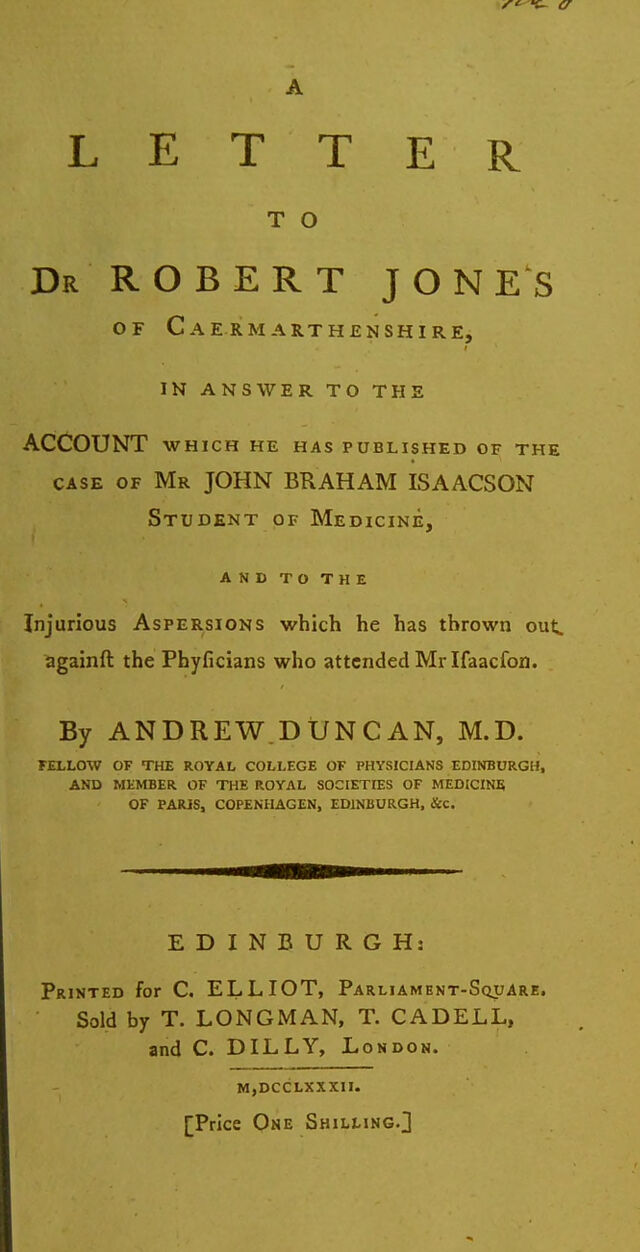 A
LETTER
TO
DR ROBERT JONES
OF CAERMARTHENSHIRE,
IN ANSWER TO THE
ACCOUNT WHICH HE HAS PUBLISHED OF THE
CASE OF MR JOHN BRAHAM ISAACSON
STUDENT OF MEDICINE,
AND TO THE
Injurious ASPERSIONS which he has thrown out
againſt the Phyſicians who attended Mr Iſaacſon.
By ANDREW DUNCAN, M.D.
FELLOW OF THE ROYAL COLLEGE OF PHYSICIANS EDINBURGH,
AND MEMBER OF THE ROYAL SOCIETIES OF MEDICINE
OF PARIS, COPENHAGEN, EDINBURGH, &c.
EDINBURGH:
PRINTED for C. ELLIOT, PARLIAMENT-SQUARE.
Sold by T. LONGMAN, T. CADELL,
and C. DILLY, LONDON.
M,DCCLXXXII.
[Price ONE SHILLING.]